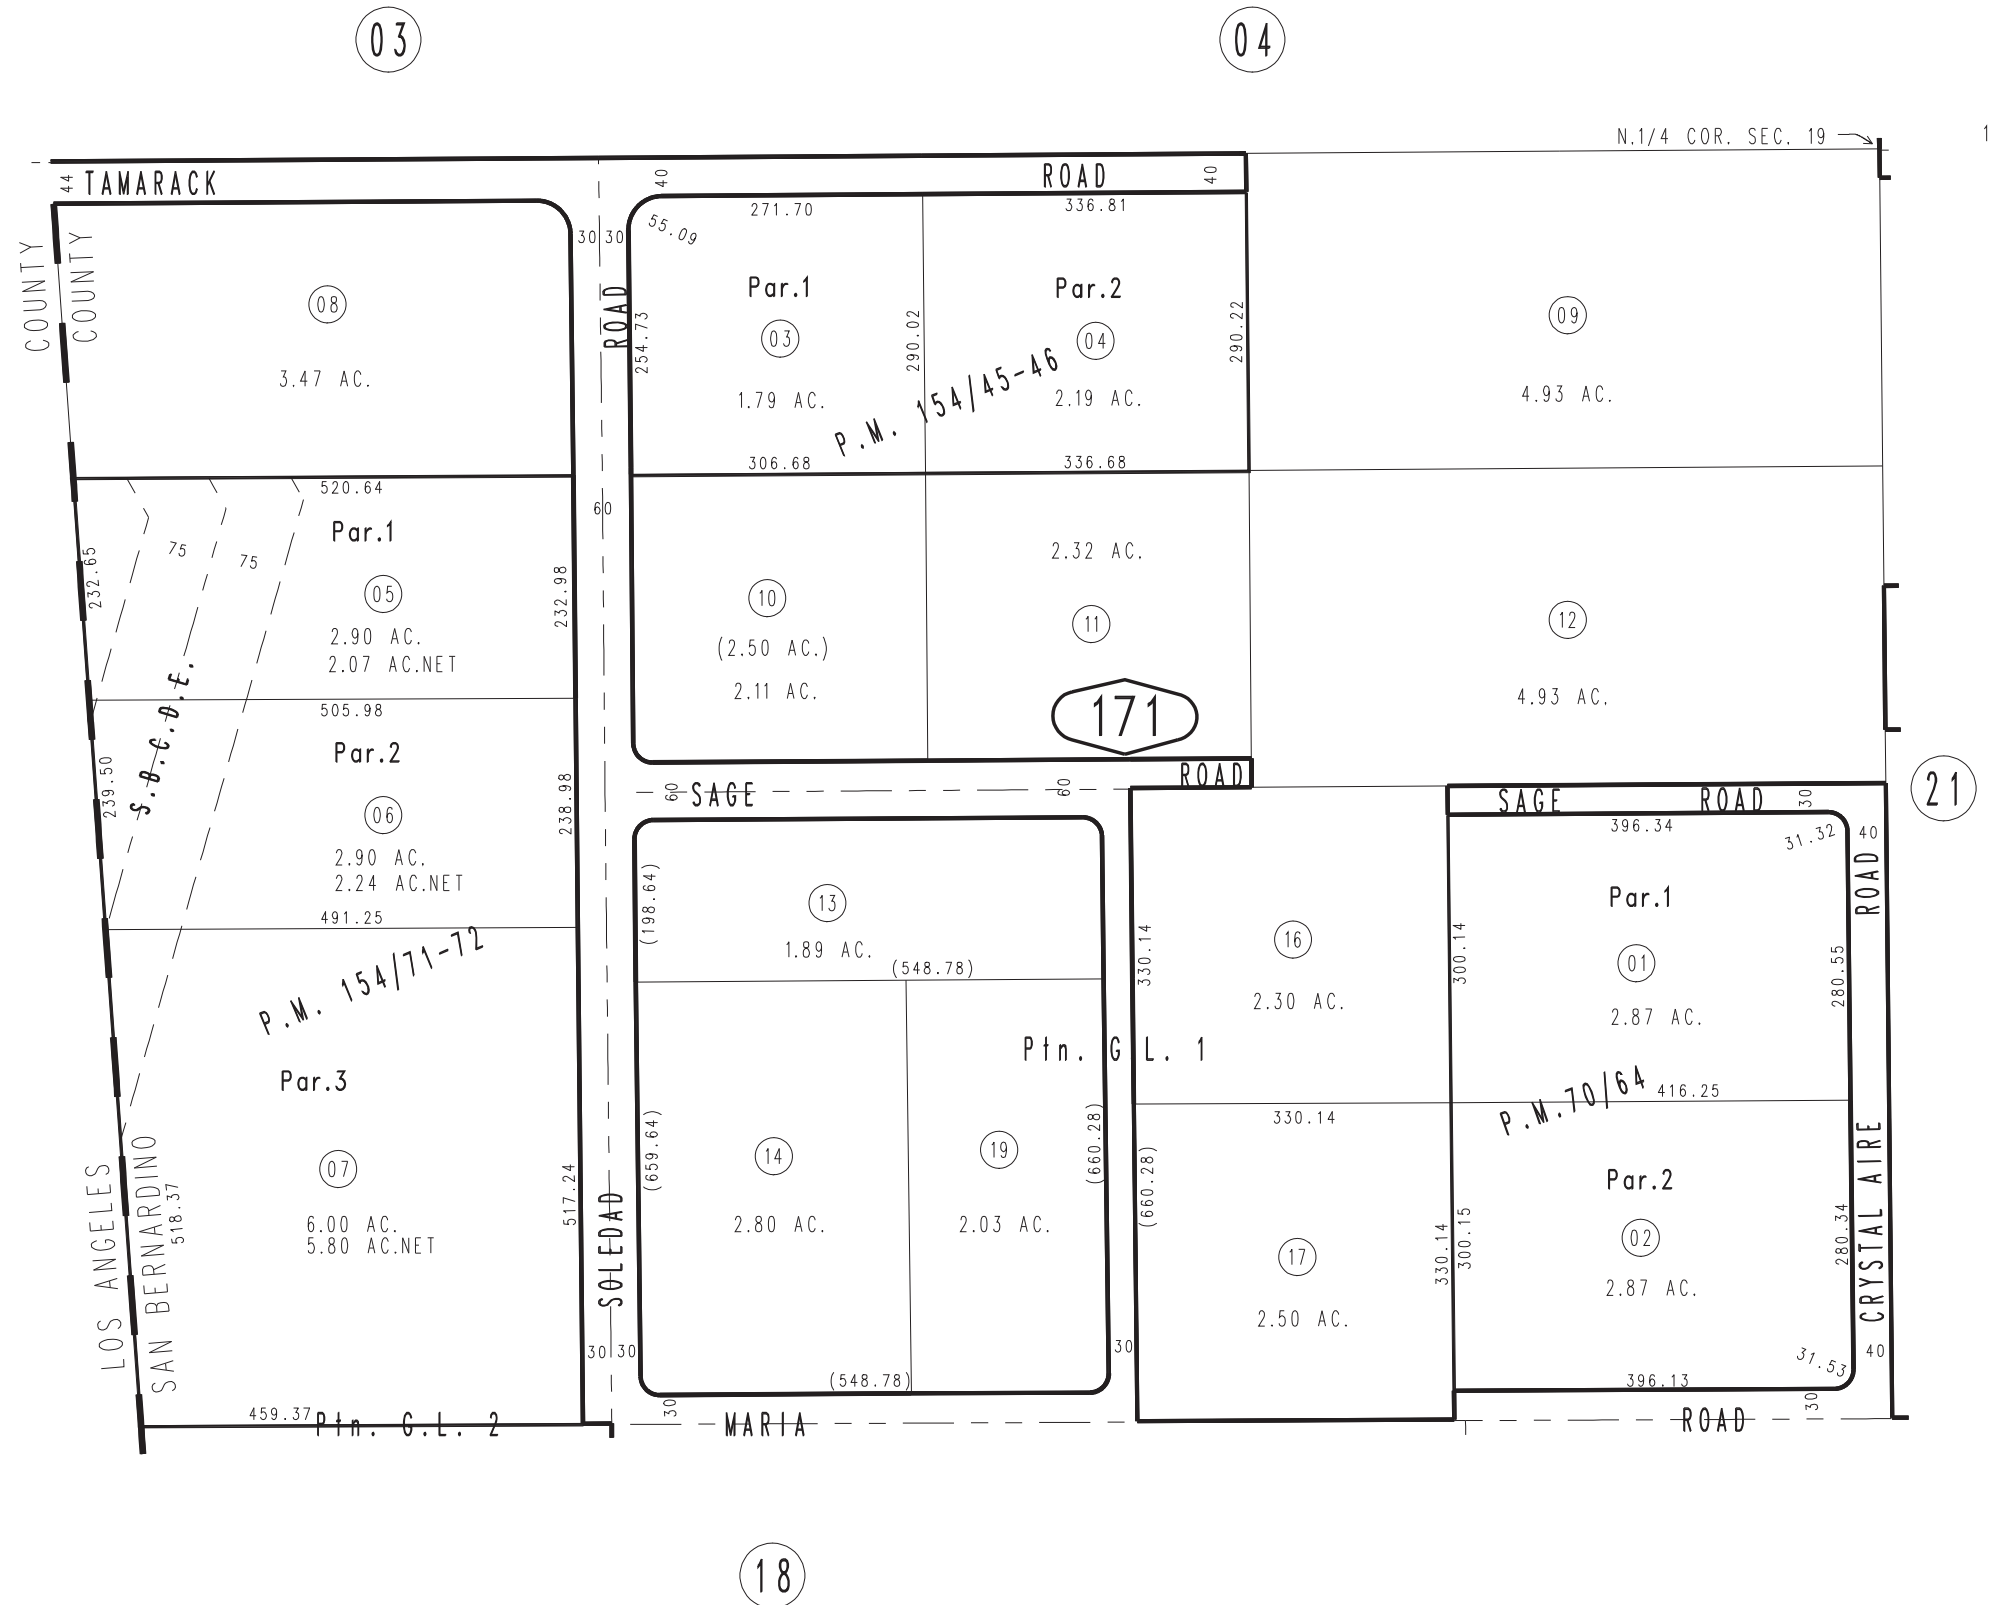 03
04
N.1/4 COR. SEC. 19
1
44
TAMARACK
40
ROAD
40
COUNTY
COUNTY
30
30
ROAD
55.09
271.70
336.81
08
3.47 AC.
254.73
Par.1
03
1.79 AC.
290.02
Par.2
04
2.19 AC.
290.22
P.M. 154/45-46
306.68
336.68
09
4.93 AC.
520.64
60
75
75
Par.1
232.65
232.98
05
2.90 AC.
2.07 AC.NET
10
(2.50 AC.)
2.11 AC.
2.32 AC.
11
171
12
4.93 AC.
S.B.C.D.E.
505.98
Par.2
239.50
238.98
06
2.90 AC.
2.24 AC.NET
491.25
60
SAGE
60
ROAD
SAGE
ROAD
30
21
396.34
31.32
40
ROAD
(198.64)
13
1.89 AC.
(548.78)
330.14
16
2.30 AC.
300.14
Par.1
01
2.87 AC.
280.55
P.M. 154/71-72
Par.3
07
6.00 AC.
5.80 AC.NET
517.24
518.37
LOS ANGELES
SAN BERNARDINO
Ptn. G.L. 1
330.14
P.M.70/64
416.25
SOLEDAD
(659.64)
14
2.80 AC.
19
2.03 AC.
(660.28)
(660.28)
17
2.50 AC.
330.14
300.15
Par.2
02
2.87 AC.
280.34
CRYSTAL AIRE
30
30
(548.78)
30
396.13
31.53
40
459.37
Ptn. G.L. 2
30
MARIA
ROAD
30
18